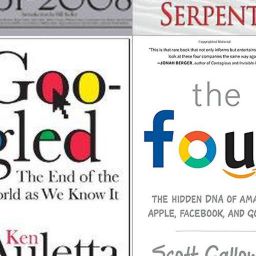 2008
SERPENT
Goo-
gled
The End of the
orld as We Know It
Ken
Auletta
"This is that rare book that not only informs but entertains
look at these four companies the same way aga
—JONAH BERGER, author of Contagious and Invisible
the
fou
THE HIDDEN DNA OF AMA
APPLE, FACEBOOK, AND GO
Scott Gallow